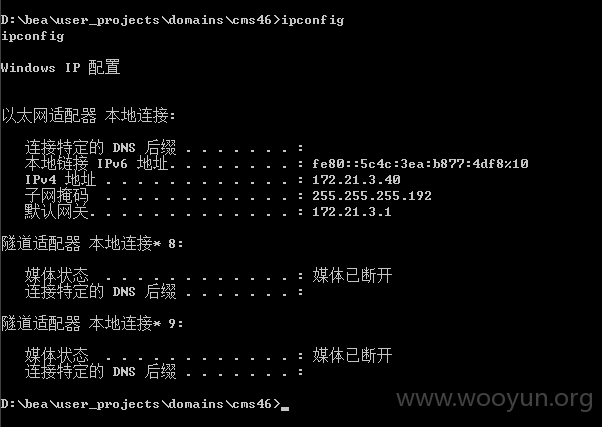 D:\bea\user_projects\domains\cms46>ipconfig
ipconfig
Windows IP 配置
以太网适配器 本地连接:
连接特定的 DNS 后缀 . . . . . . . :
本地链接 IPv6 地址. . . . . . . . : fe80::5c4c:3ea:b877:4df8%10
IPv4 地址 . . . . . . . . . . . . : 172.21.3.40
子网掩码  . . . . . . . . . . . . : 255.255.255.192
默认网关. . . . . . . . . . . . . : 172.21.3.1
隧道适配器 本地连接* 8:
媒体状态  . . . . . . . . . . . . : 媒体已断开
连接特定的 DNS 后缀 . . . . . . . :
隧道适配器 本地连接* 9:
媒体状态  . . . . . . . . . . . . : 媒体已断开
连接特定的 DNS 后缀 . . . . . . . :
D:\bea\user_projects\domains\cms46>_
www.wooyun.org